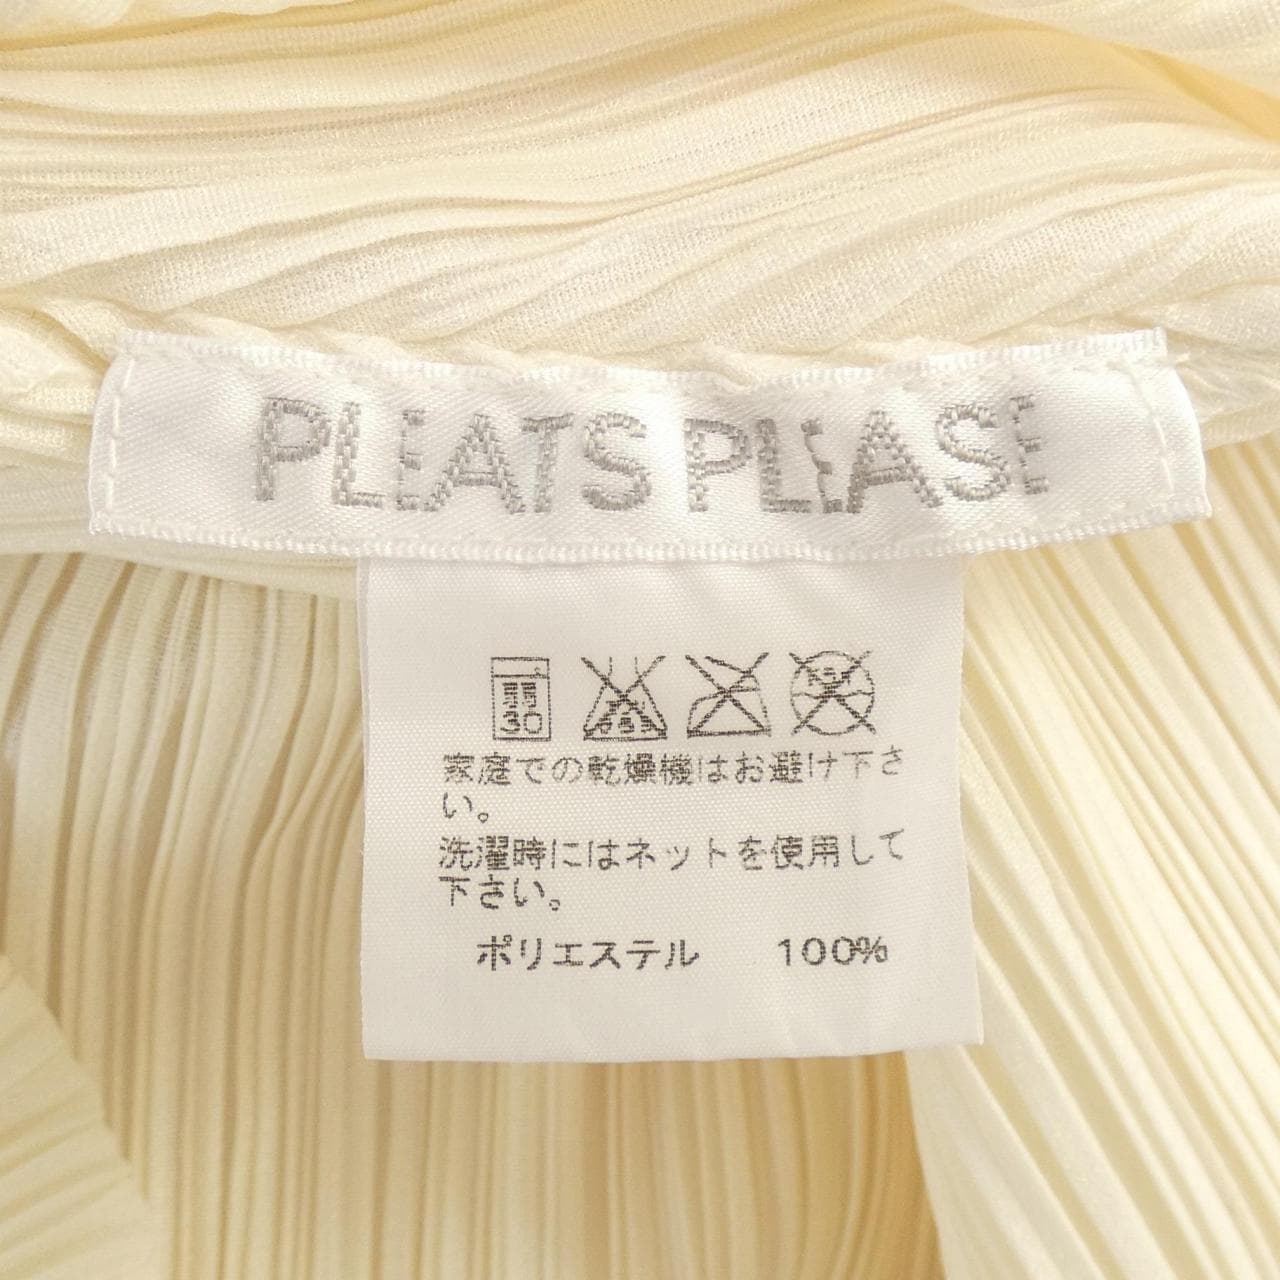 PLEATS PLEASE
弱
30
家庭での乾燥機はお避け下さ
い。
洗濯時にはネットを使用して
下さい。
ポリエステル 100%